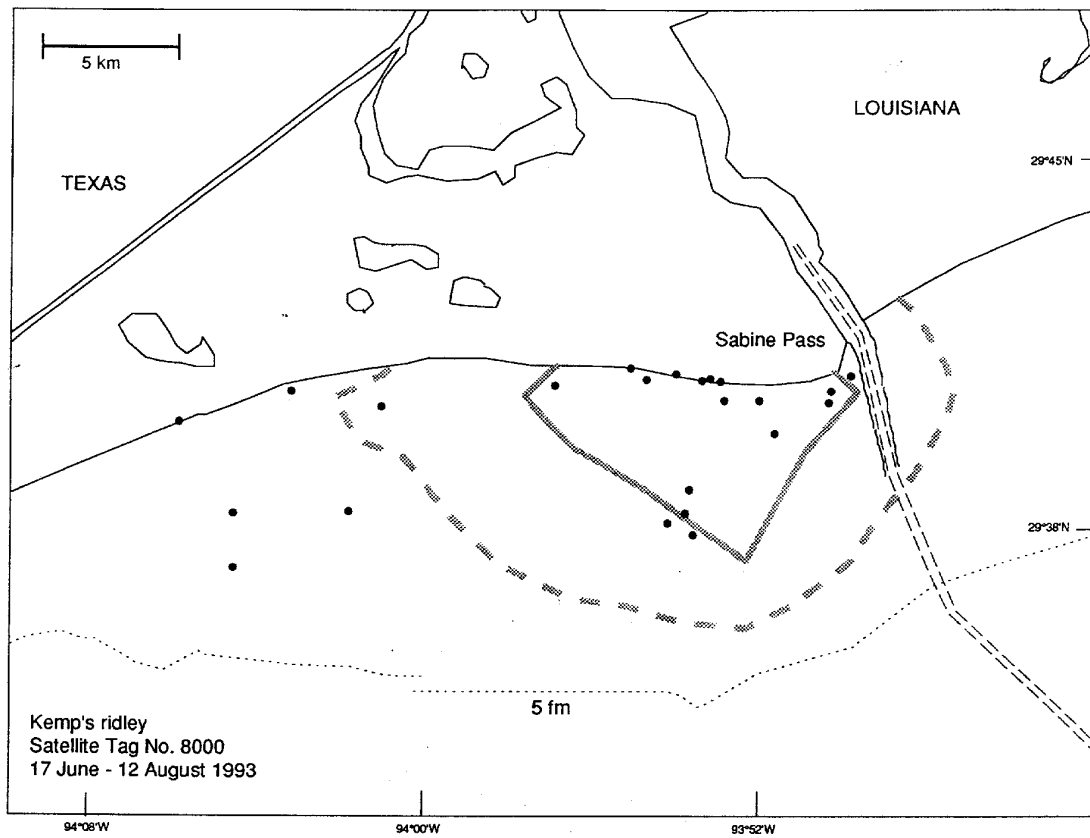 5 km
LOUISIANA
29°45'N
TEXAS
Sabine Pass
29°38'N
5 fm
Kemp's ridley
Satellite Tag No. 8000
17 June - 12 August 1993
94°08'W
94°00'W
93°52'W